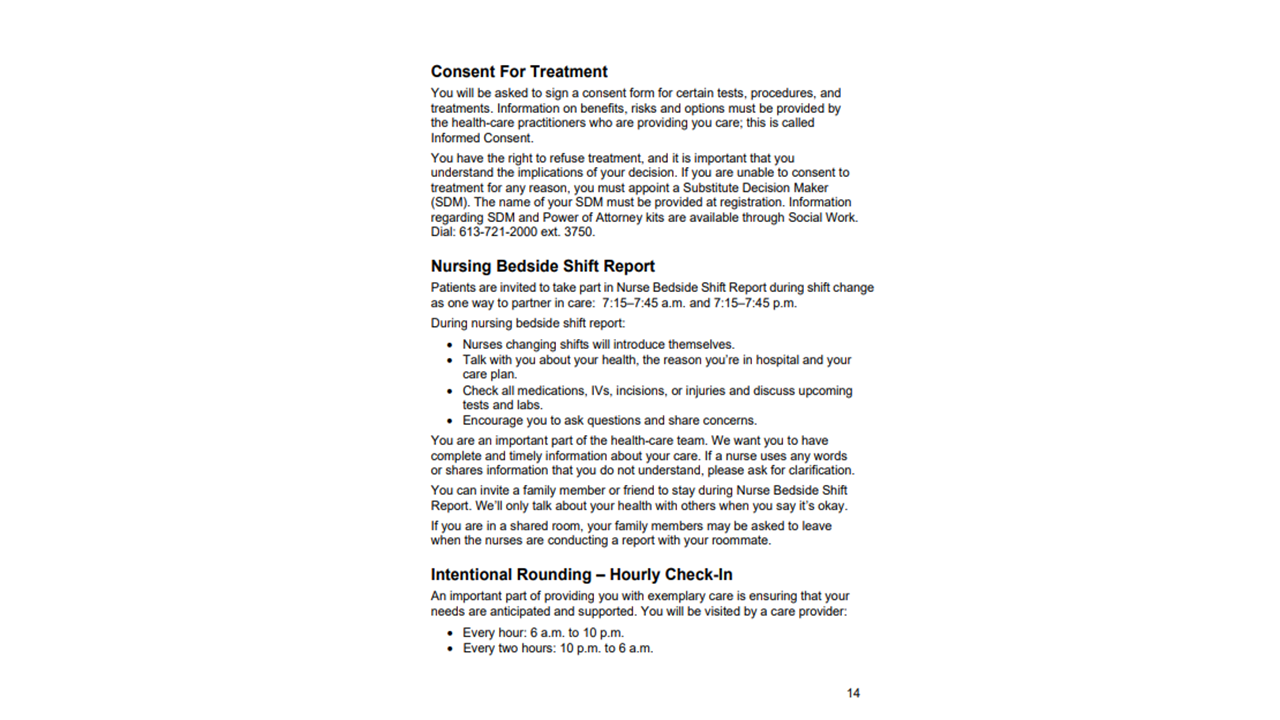 Consent For Treatment
You will be asked to sign a consent form for certain tests, procedures, and
treatments. Information on benefits, risks and options must be provided by
the health-care practitioners who are providing you care; this is called
Informed Consent.
You have the right to refuse treatment, and it is important that you
understand the implications of your decision. If you are unable to consent to
treatment for any reason, you must appoint a Substitute Decision Maker
(SDM). The name of your SDM must be provided at registration. Information
regarding SDM and Power of Attorney kits are available through Social Work.
Dial: 613-721-2000 ext. 3750.
Nursing Bedside Shift Report
Patients are invited to take part in Nurse Bedside Shift Report during shift change
as one way to partner in care:  7:15–7:45 a.m. and 7:15–7:45 p.m.
During nursing bedside shift report:
• Nurses changing shifts will introduce themselves.
• Talk with you about your health, the reason you’re in hospital and your
care plan.
• Check all medications, IVs, incisions, or injuries and discuss upcoming
tests and labs.
• Encourage you to ask questions and share concerns.
You are an important part of the health-care team. We want you to have
complete and timely information about your care. If a nurse uses any words
or shares information that you do not understand, please ask for clarification.
You can invite a family member or friend to stay during Nurse Bedside Shift
Report. We’ll only talk about your health with others when you say it’s okay.
If you are in a shared room, your family members may be asked to leave
when the nurses are conducting a report with your roommate.
Intentional Rounding – Hourly Check-In
An important part of providing you with exemplary care is ensuring that your
needs are anticipated and supported. You will be visited by a care provider:
• Every hour: 6 a.m. to 10 p.m.
• Every two hours: 10 p.m. to 6 a.m.
14